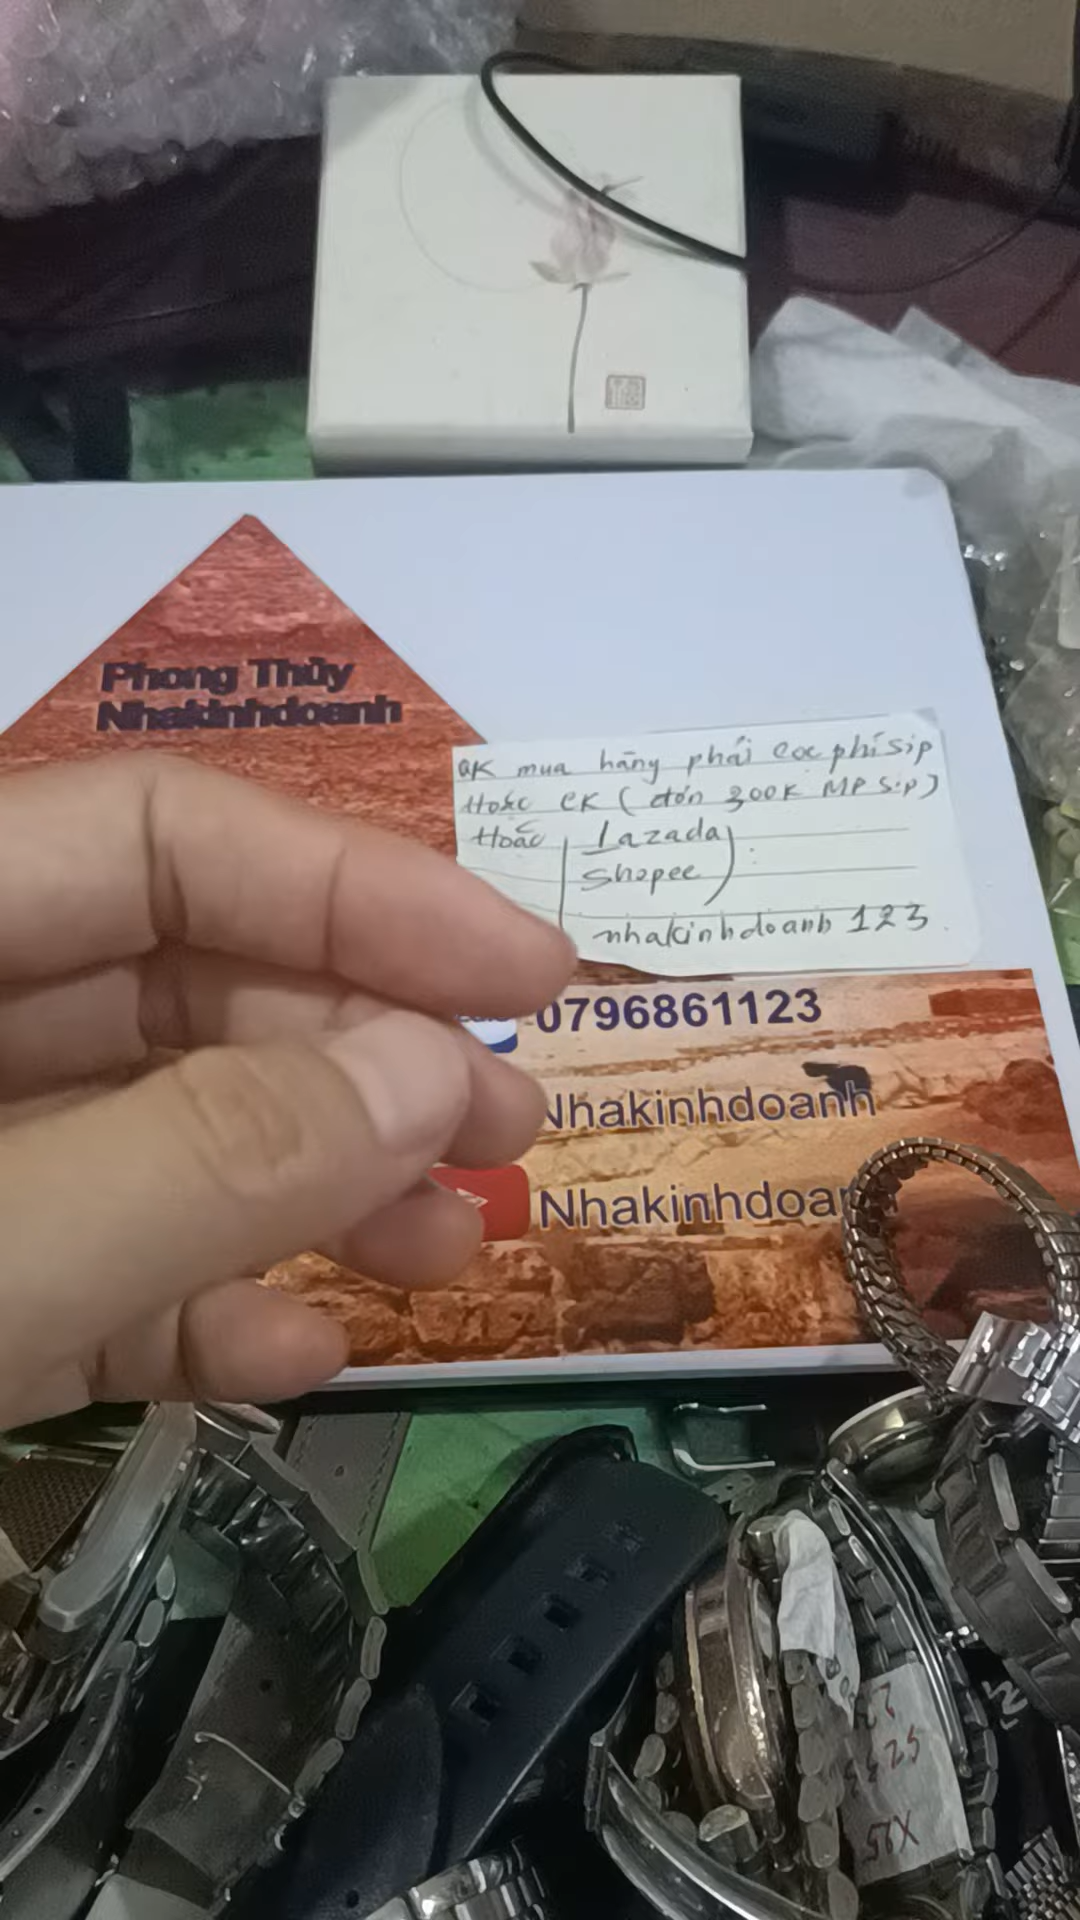 Phong Thủy
Nhakinhdoanh
QK mua hàng phải cọc phí sip
Hoặc CK ( đơn 300K MP Sip)
Hoặc Lazada
Shopee
nhakinhdoanh 123
0796861123
Nhakinhdoanh
Nhakinhdoan